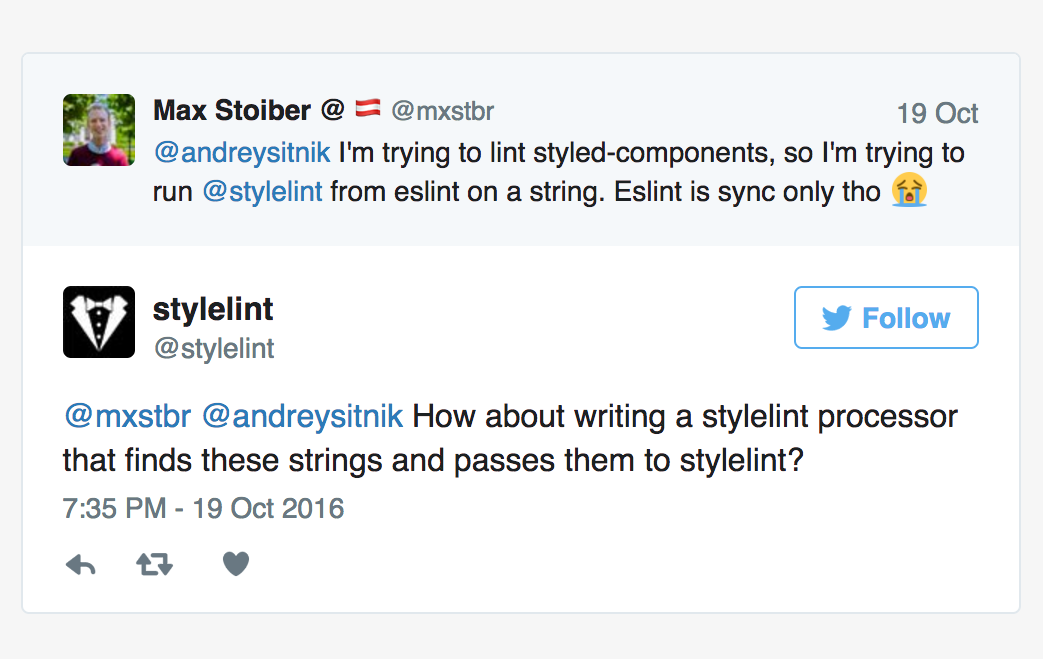 Max Stoiber @ 🇦🇹 @mxstbr 19 Oct
@andreysitnik I'm trying to lint styled-components, so I'm trying to
run @stylelint from eslint on a string. Eslint is sync only tho 😭
stylelint
@stylelint
Follow
@mxstbr @andreysitnik How about writing a stylelint processor
that finds these strings and passes them to stylelint?
7:35 PM - 19 Oct 2016